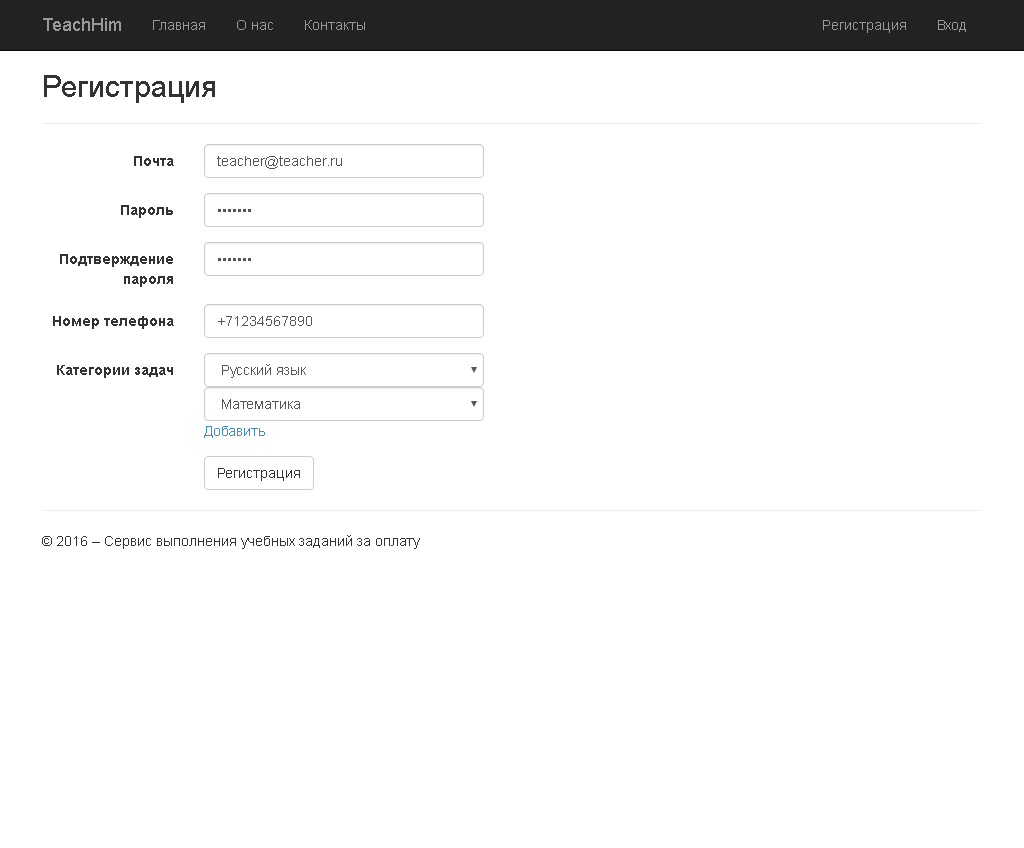 TeachHim Главная О нас Контакты Регистрация Вход
Регистрация
Почта teacher@teacher.ru
Пароль •••••••
Подтверждение пароля •••••••
Номер телефона +71234567890
Категории задач Русский язык
Математика
Добавить
Регистрация
© 2016 – Сервис выполнения учебных заданий за оплату